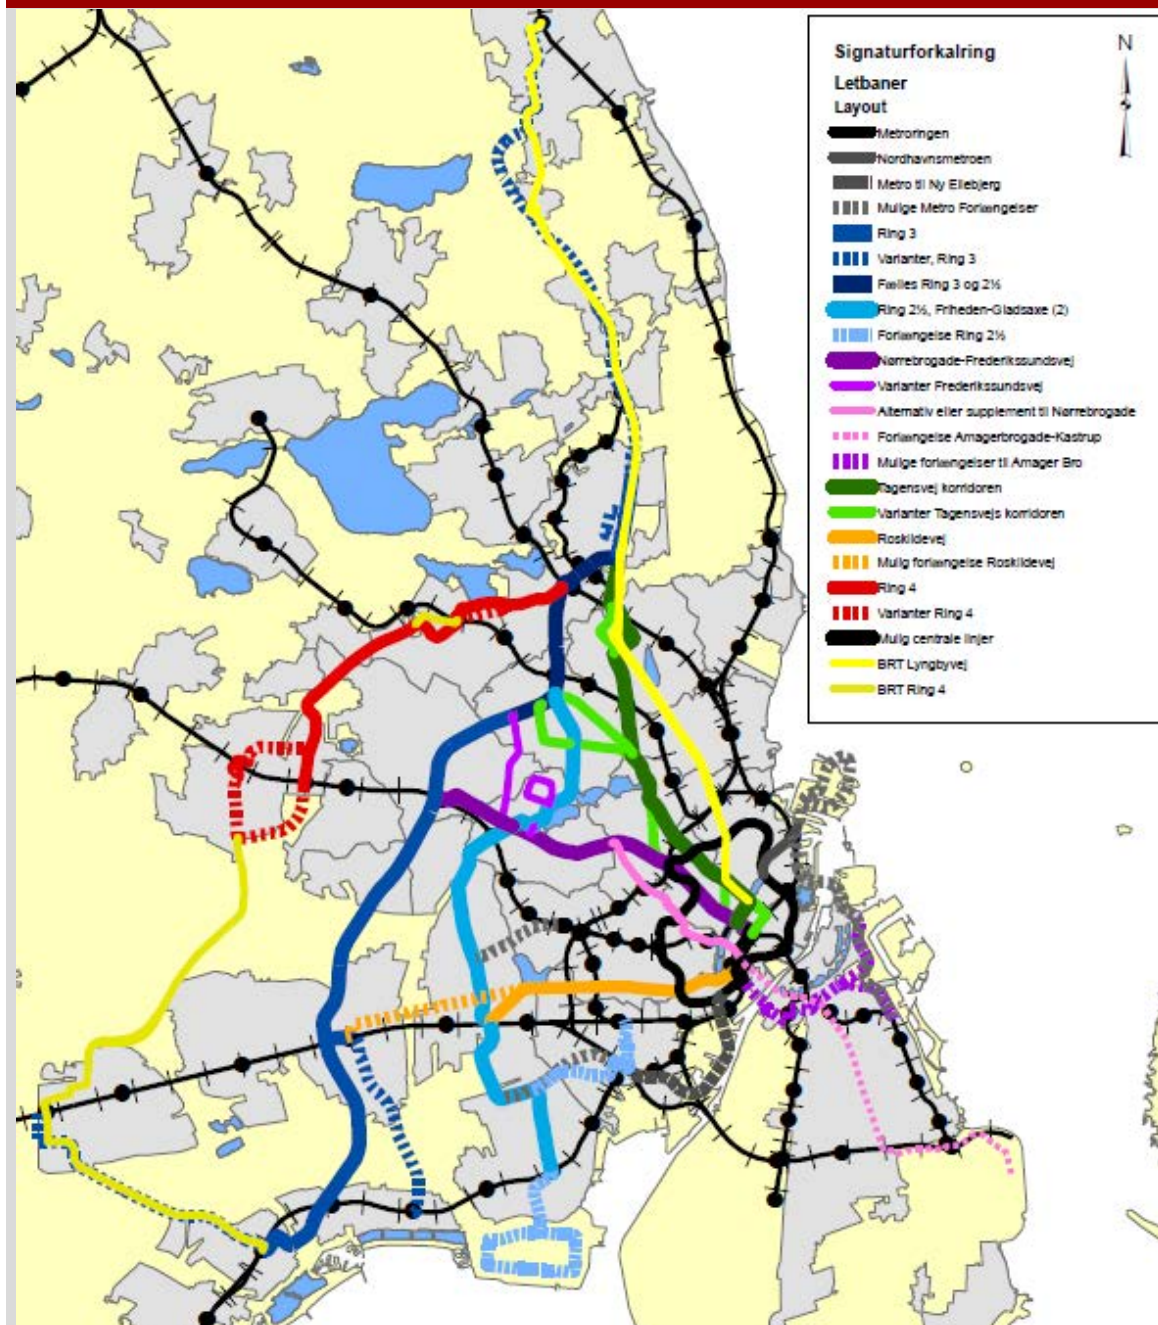 Signaturforkalring
N
Letbaner
Layout
Metroringen
Nordhavnsmetroen
Metro til Ny Ellebjerg
Mulige Metro Forlængelser
Ring 3
Varianter, Ring 3
Fælles Ring 3 og 2½
Ring 2½, Friheden-Gladsaxe (2)
Forlængelse Ring 2½
Nørrebrogade-Frederikssundsvej
Varianter Frederikssundsvej
Alternativ eller supplement til Nørrebrogade
Forlængelse Amagerbrogade-Kastrup
Mulige forlængelser til Amager Bro
Tagensvej korridoren
Varianter Tagensvejs korridoren
Roskildevej
Mulig forlængelse Roskildevej
Ring 4
Varianter Ring 4
Mulig centrale linjer
BRT Lyngbyvej
BRT Ring 4